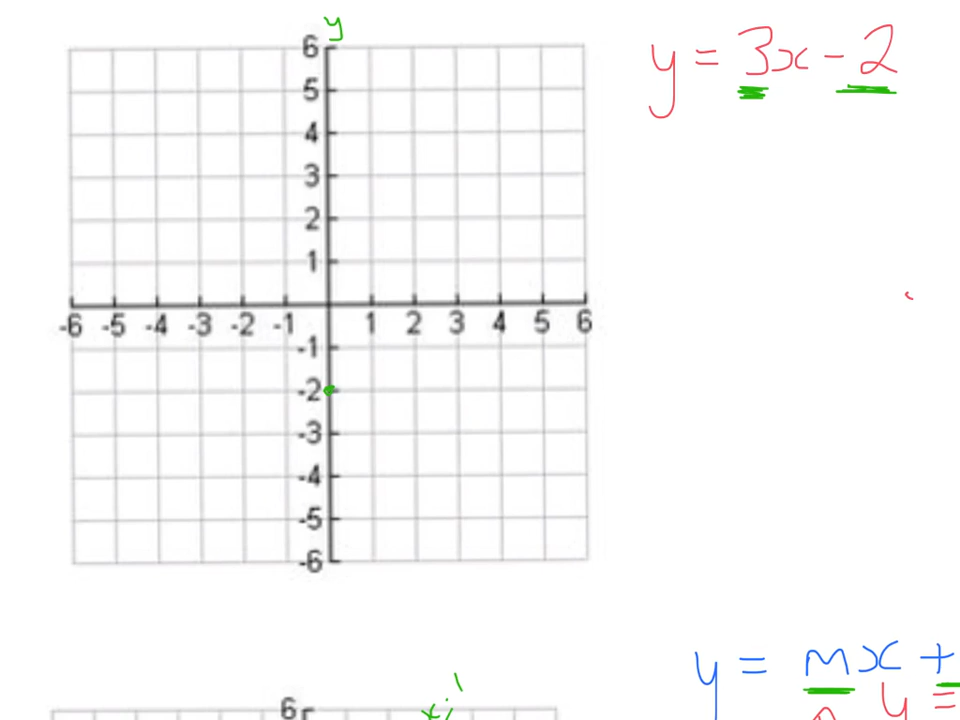 y
6
5
4
3
2
1
-6 -5 -4 -3 -2 -1 1 2 3 4 5 6
-1
-2
-3
-4
-5
-6
y = 3x - 2
y = mx +
y =
6